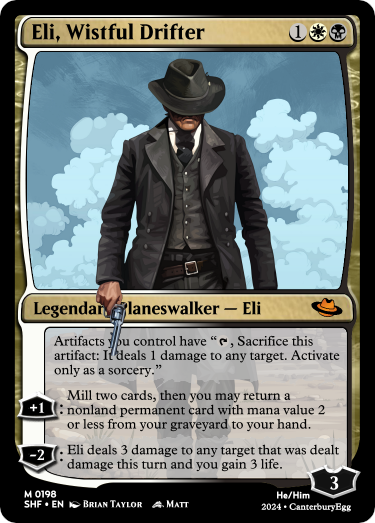 Eli, Wistful Drifter 1
Legendary Planeswalker — Eli
Artifacts you control have “, Sacrifice this
artifact: It deals 1 damage to any target. Activate
only as a sorcery.”
+1 : Mill two cards, then you may return a
nonland permanent card with mana value 2
or less from your graveyard to your hand.
-2 : Eli deals 3 damage to any target that was dealt
damage this turn and you gain 3 life.
3
M 0198 He/Him
SHF • EN Brian Taylor Matt 2024 - CanterburyEgg